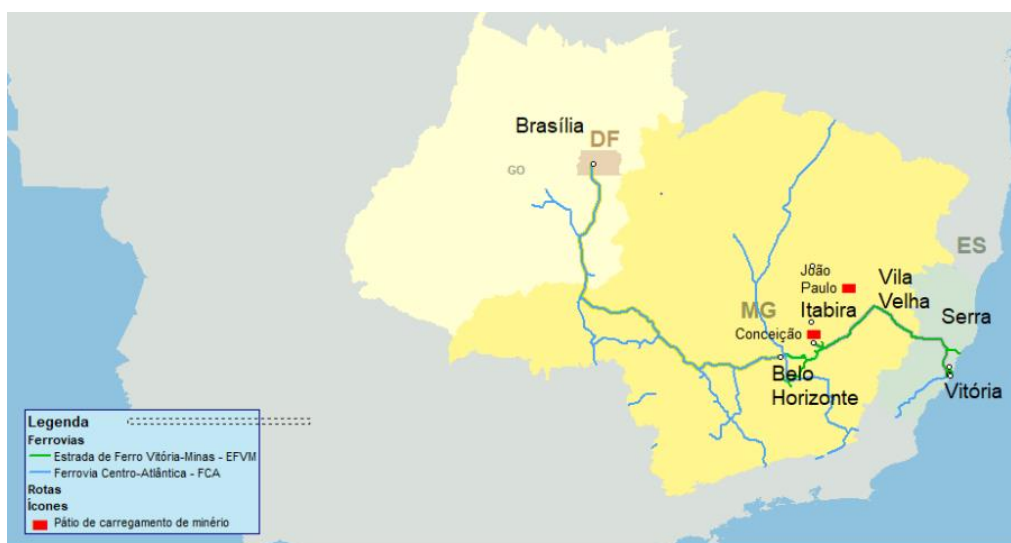 Brasília
DF
GO
ES
João
Paulo
Vila
Velha
MG
Itabira
Serra
Conceição
Belo
Horizonte
Vitória
Legenda
Ferrovias
Estrada de Ferro Vitória-Minas - EFVM
Ferrovia Centro-Atlântica - FCA
Rotas
Ícones
Pátio de carregamento de minério